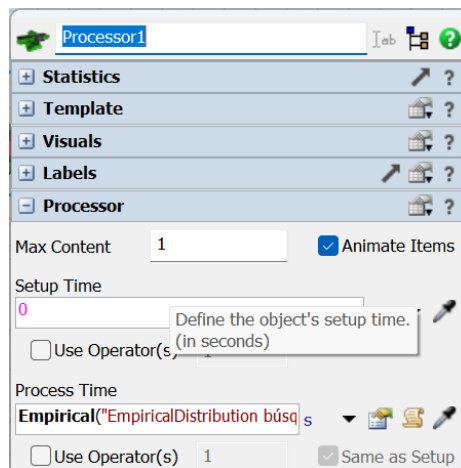 Processor1
Statistics ?
Template ?
Visuals ?
Labels ?
Processor ?
Max Content 1 Animate Items
Setup Time
0
Define the object's setup time.
(in seconds)
Use Operator(s)
Process Time
Empirical("EmpiricalDistribution búsq s
Use Operator(s) 1 Same as Setup